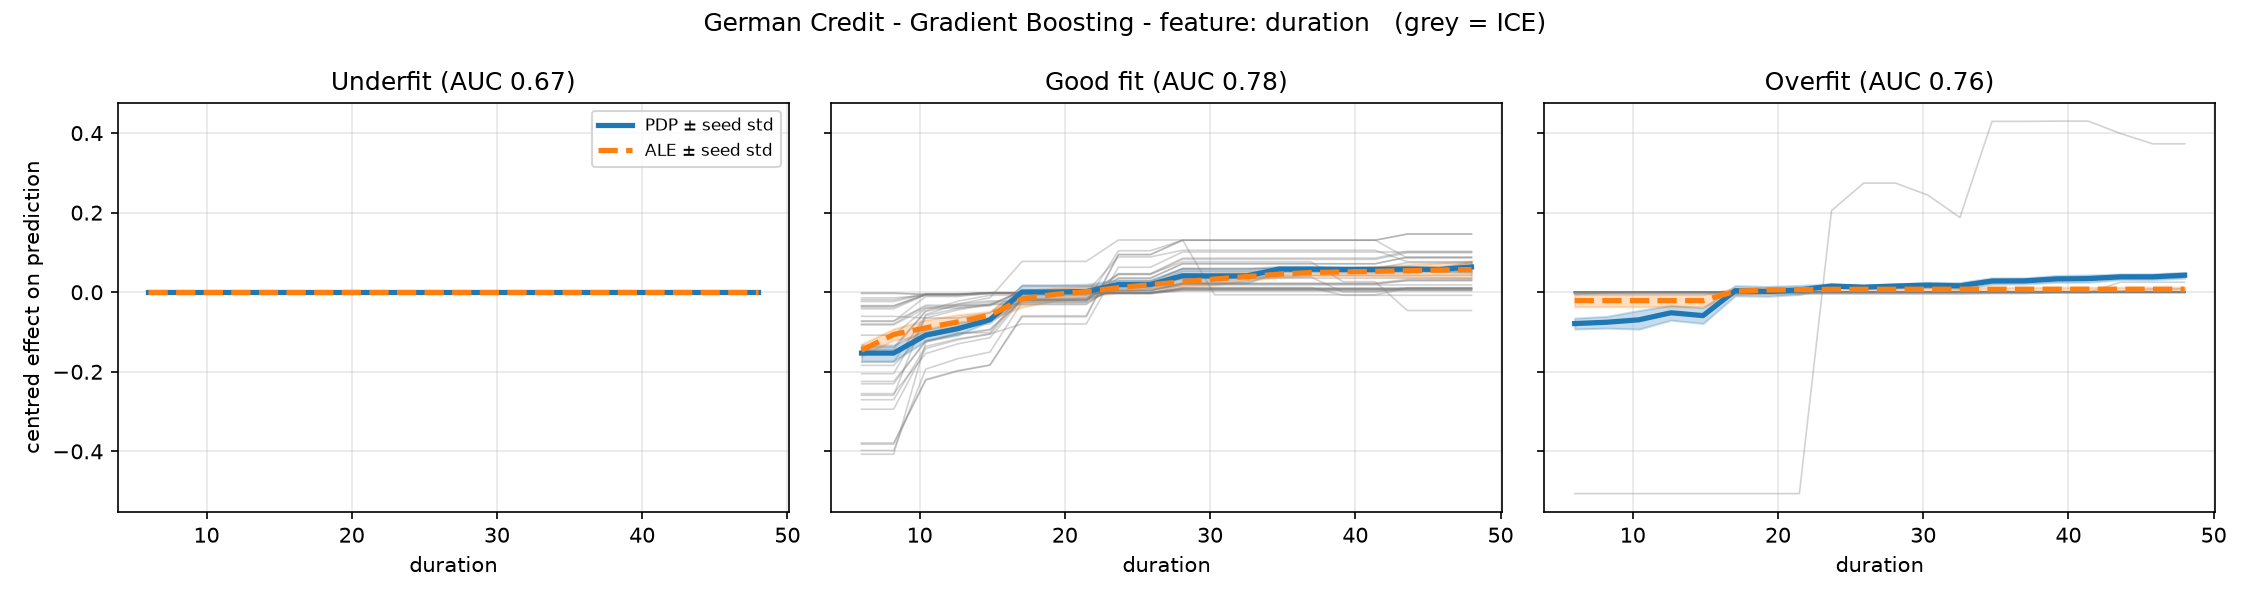 German Credit - Gradient Boosting - feature: duration   (grey = ICE)
Underfit (AUC 0.67)
PDP ± seed std
ALE ± seed std
0.4
0.2
0.0
−0.2
−0.4
centred effect on prediction
10 20 30 40 50
duration
Good fit (AUC 0.78)
10 20 30 40 50
duration
Overfit (AUC 0.76)
10 20 30 40 50
duration